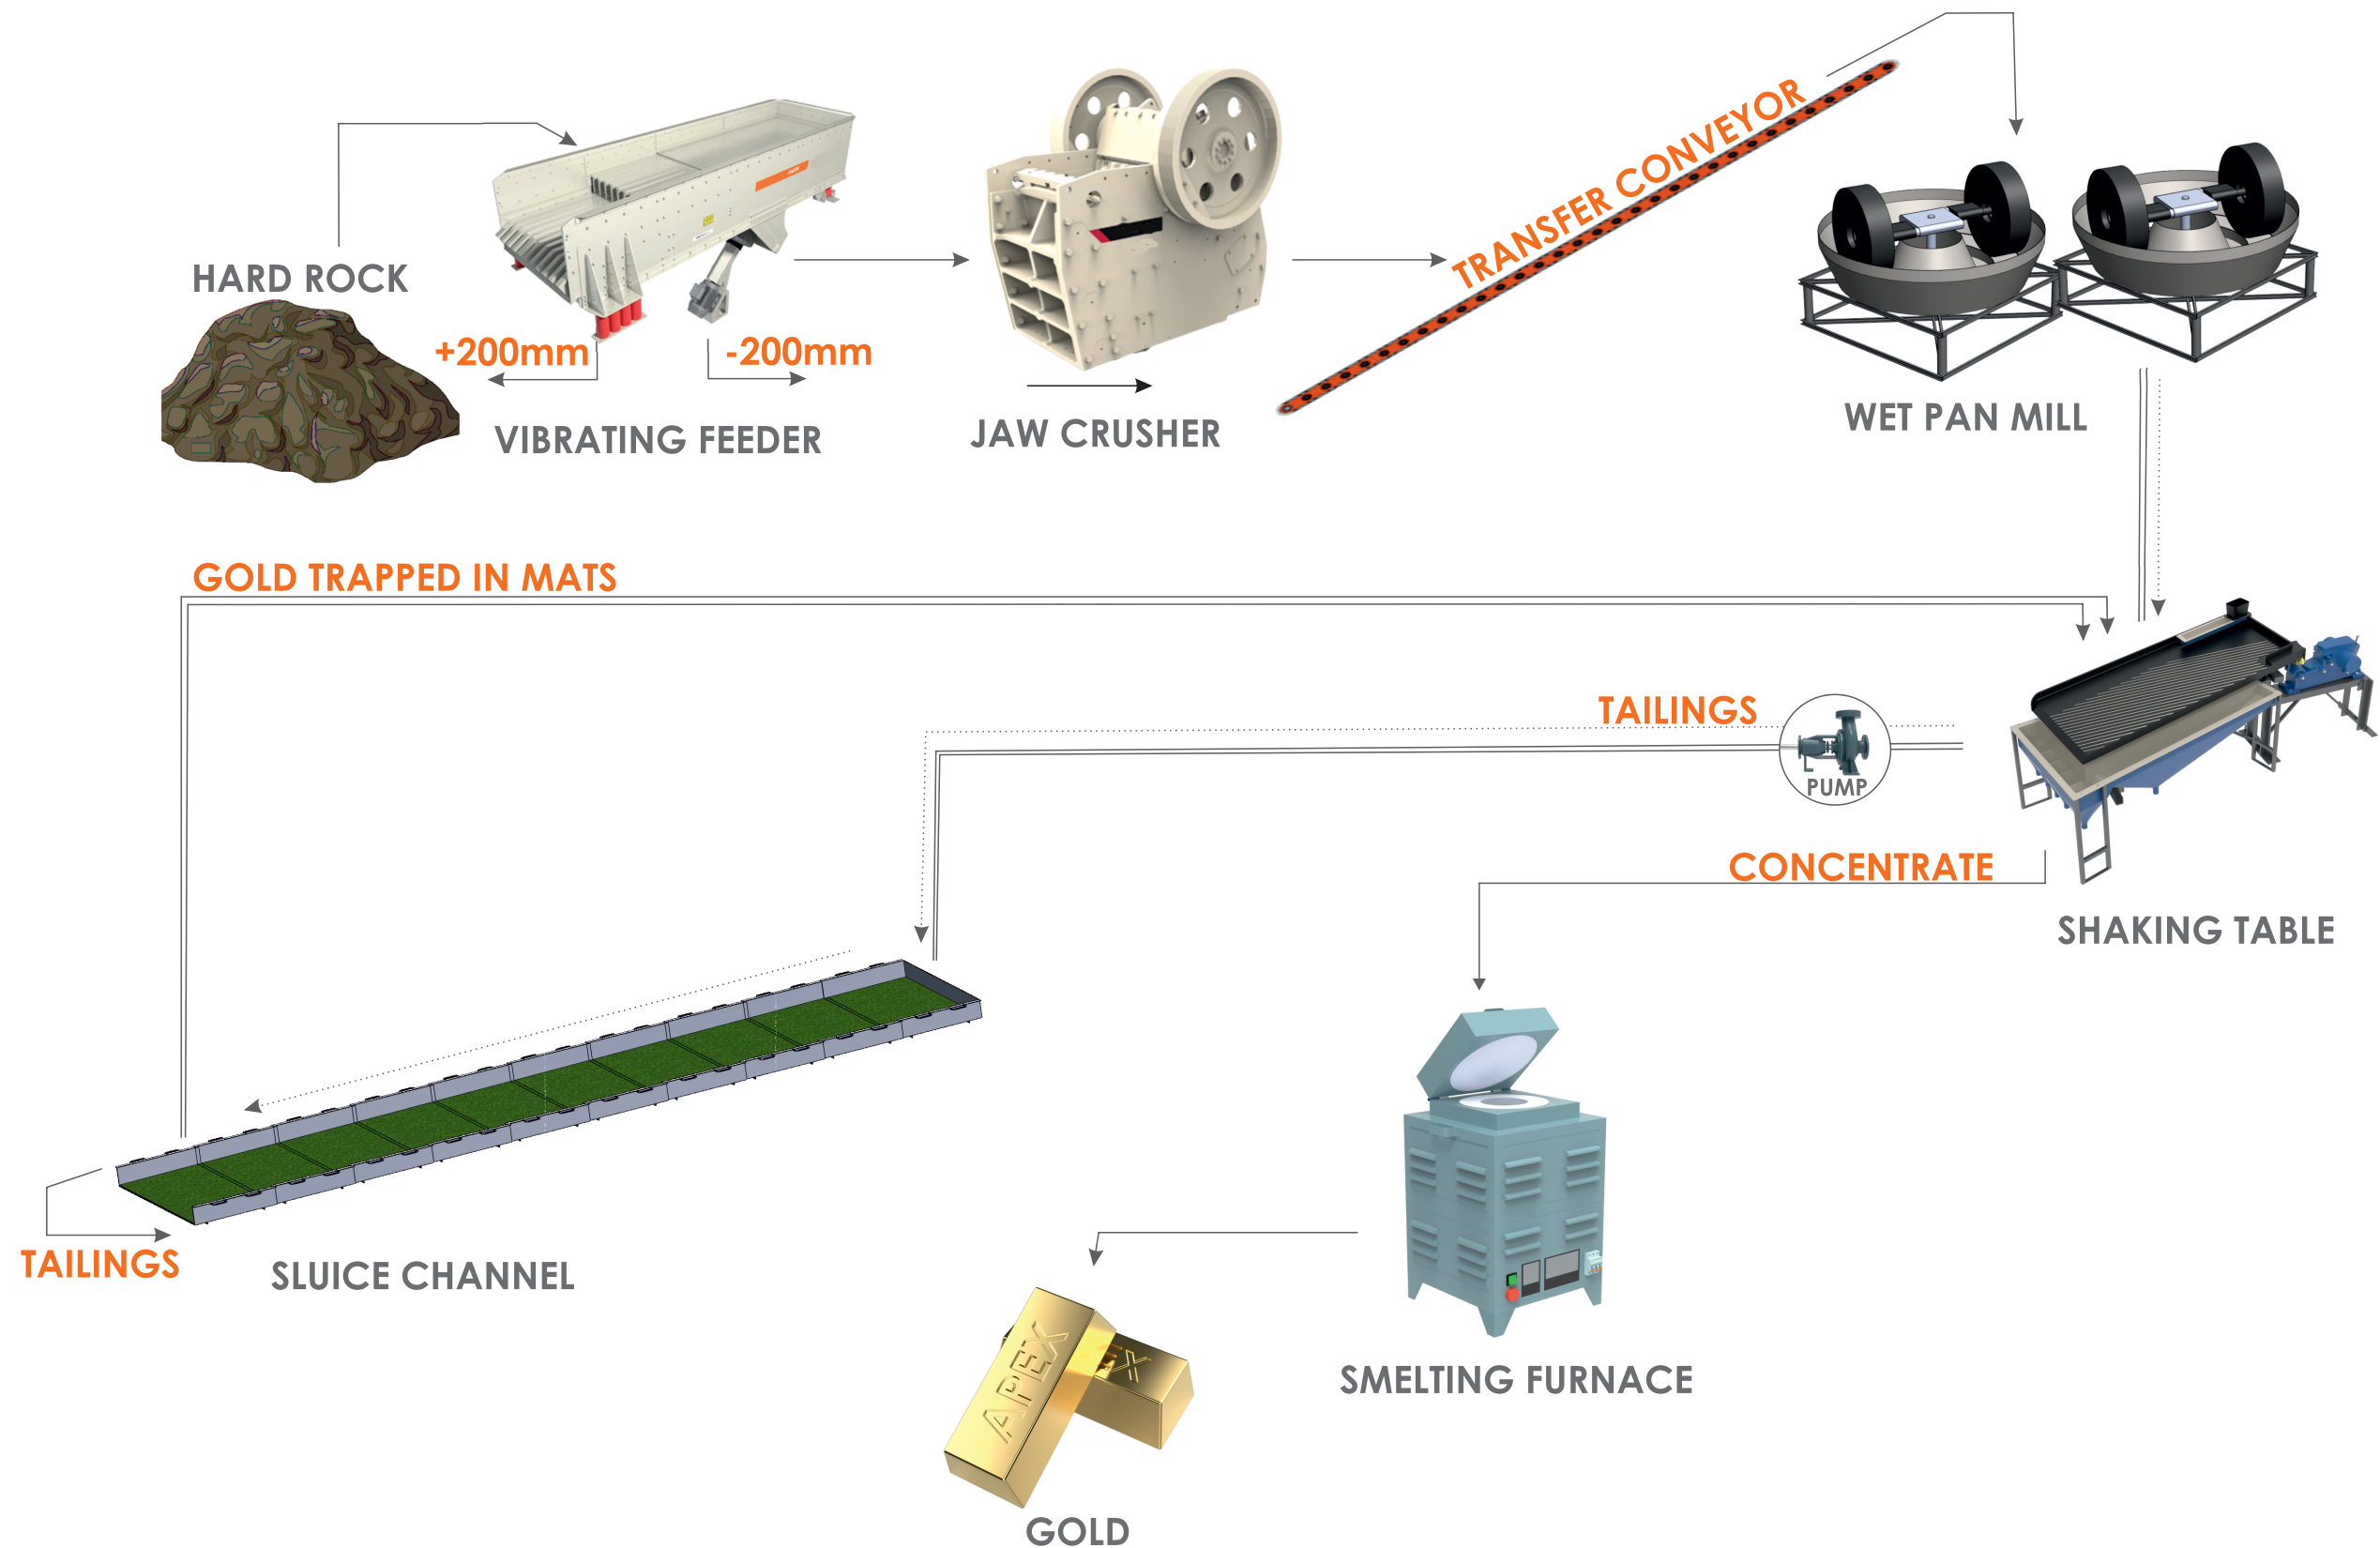 TRANSFER CONVEYOR
HARD ROCK
+200mm
-200mm
VIBRATING FEEDER
JAW CRUSHER
WET PAN MILL
GOLD TRAPPED IN MATS
TAILINGS
PUMP
CONCENTRATE
SHAKING TABLE
TAILINGS
SLUICE CHANNEL
APEX
EX
SMELTING FURNACE
GOLD